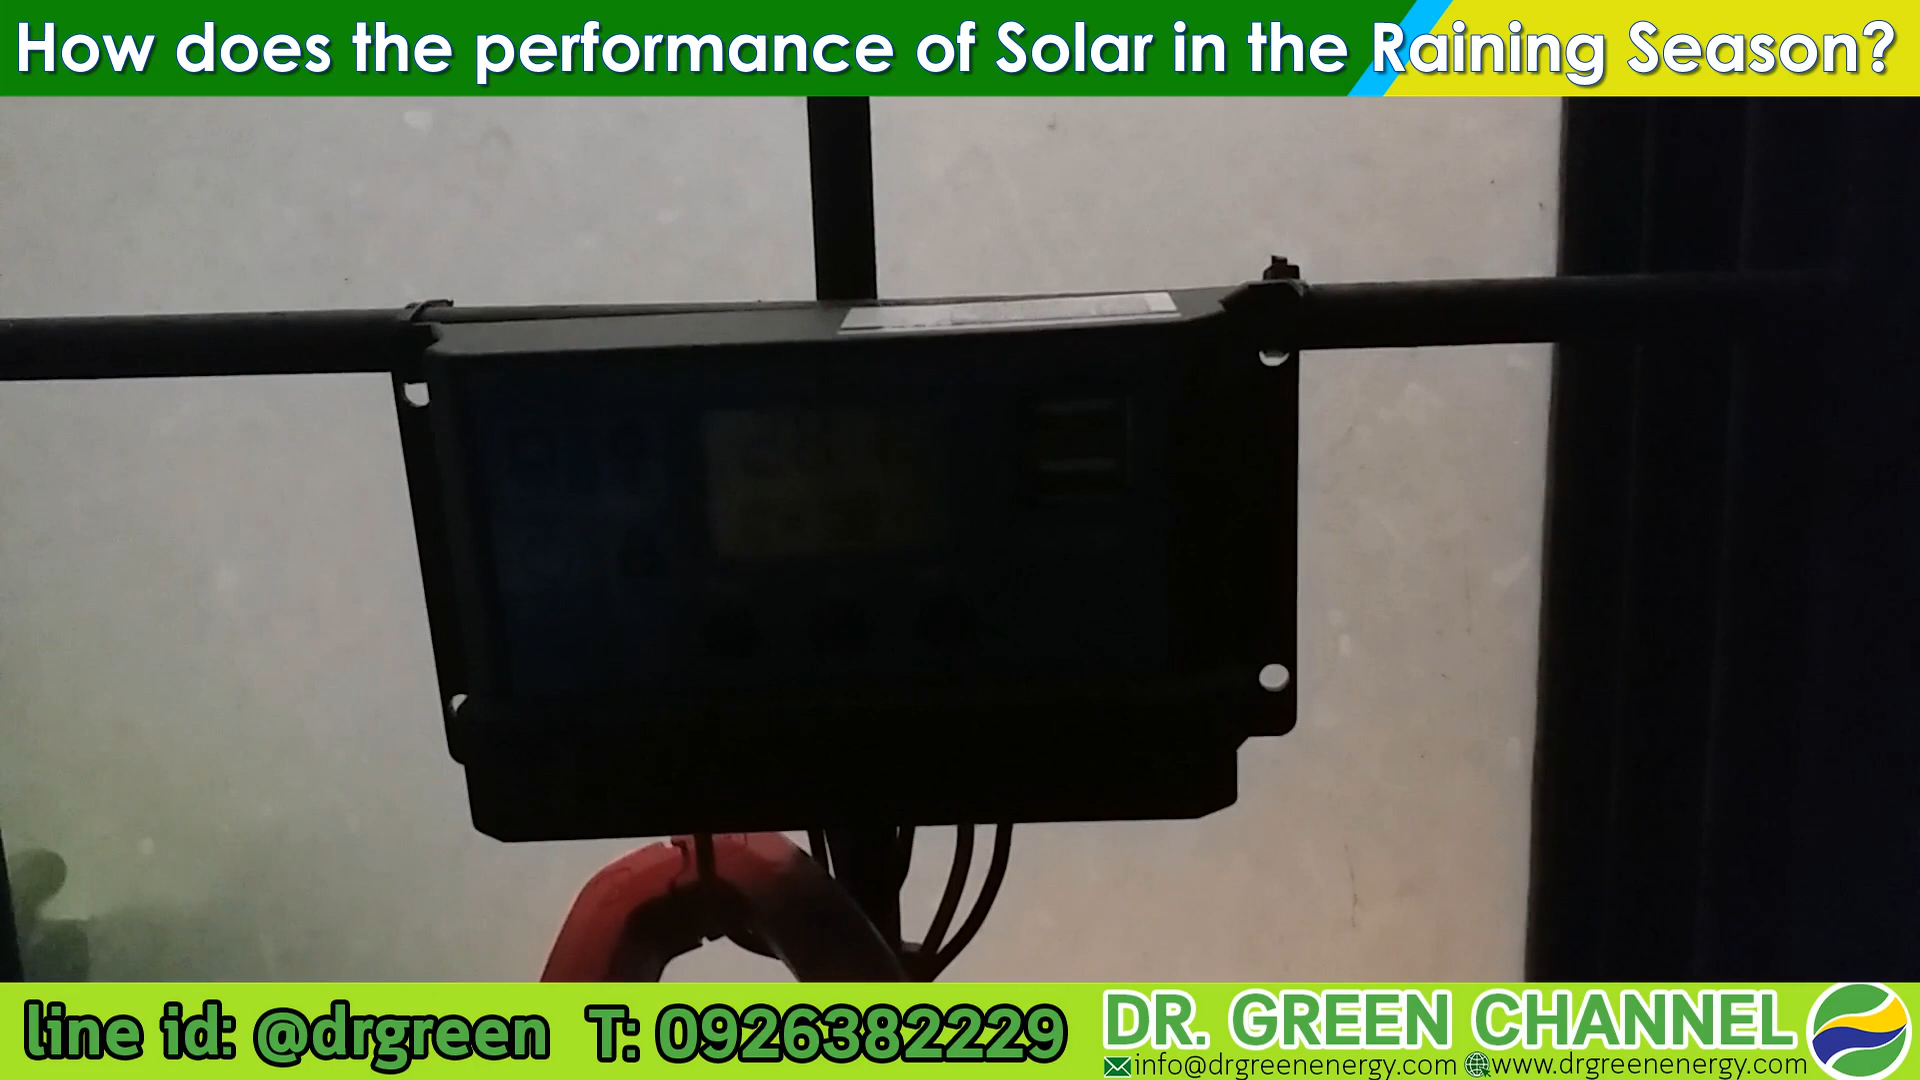 How does the performance of Solar in the Raining Season?
line id: @drgreen T: 0926382229
DR. GREEN CHANNEL
info@drgreenenergy.com www.drgreenenergy.com